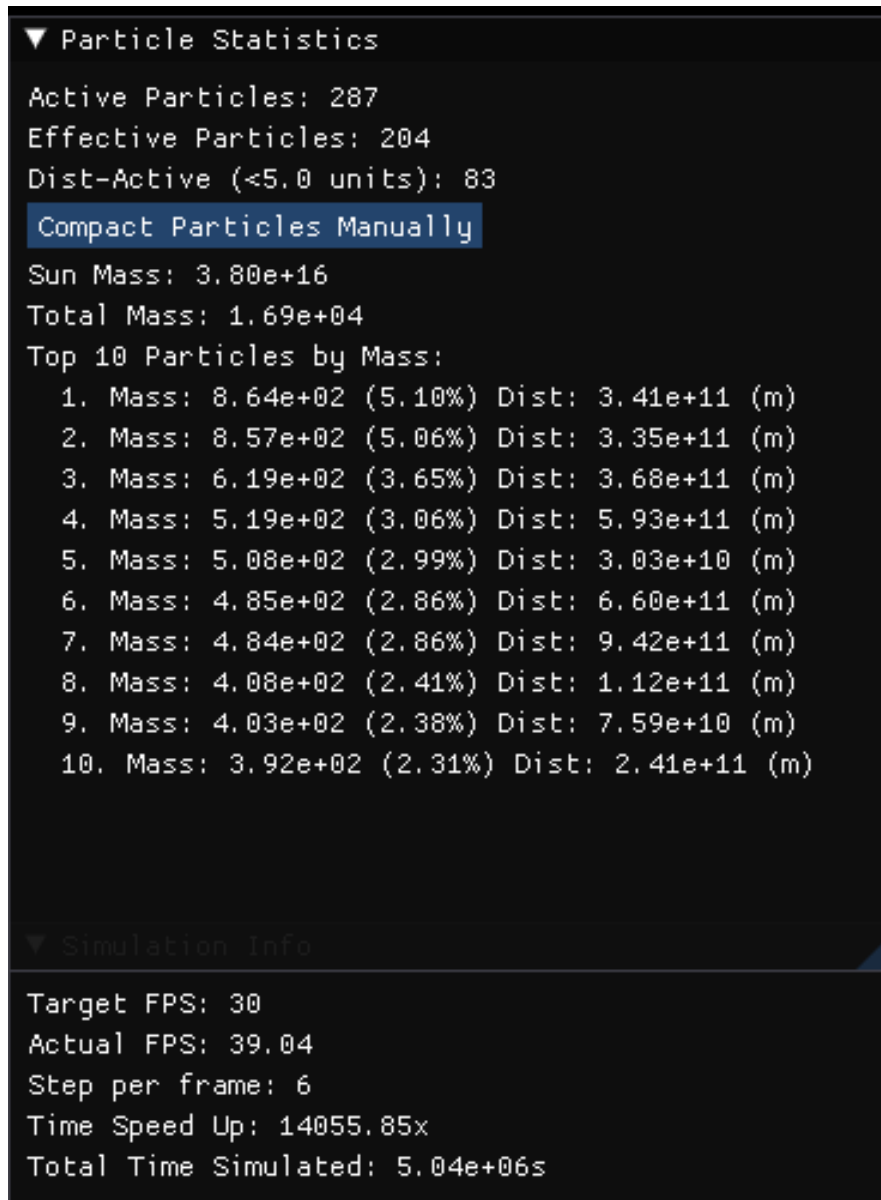 ▼ Particle Statistics
Active Particles: 287
Effective Particles: 204
Dist-Active (<5.0 units): 83
Compact Particles Manually
Sun Mass: 3.80e+16
Total Mass: 1.69e+04
Top 10 Particles by Mass:
1. Mass: 8.64e+02 (5.10%) Dist: 3.41e+11 (m)
2. Mass: 8.57e+02 (5.06%) Dist: 3.35e+11 (m)
3. Mass: 6.19e+02 (3.65%) Dist: 3.68e+11 (m)
4. Mass: 5.19e+02 (3.06%) Dist: 5.93e+11 (m)
5. Mass: 5.08e+02 (2.99%) Dist: 3.03e+10 (m)
6. Mass: 4.85e+02 (2.86%) Dist: 6.60e+11 (m)
7. Mass: 4.84e+02 (2.86%) Dist: 9.42e+11 (m)
8. Mass: 4.08e+02 (2.41%) Dist: 1.12e+11 (m)
9. Mass: 4.03e+02 (2.38%) Dist: 7.59e+10 (m)
10. Mass: 3.92e+02 (2.31%) Dist: 2.41e+11 (m)
▼ Simulation Info
Target FPS: 30
Actual FPS: 39.04
Step per frame: 6
Time Speed Up: 14055.85x
Total Time Simulated: 5.04e+06s